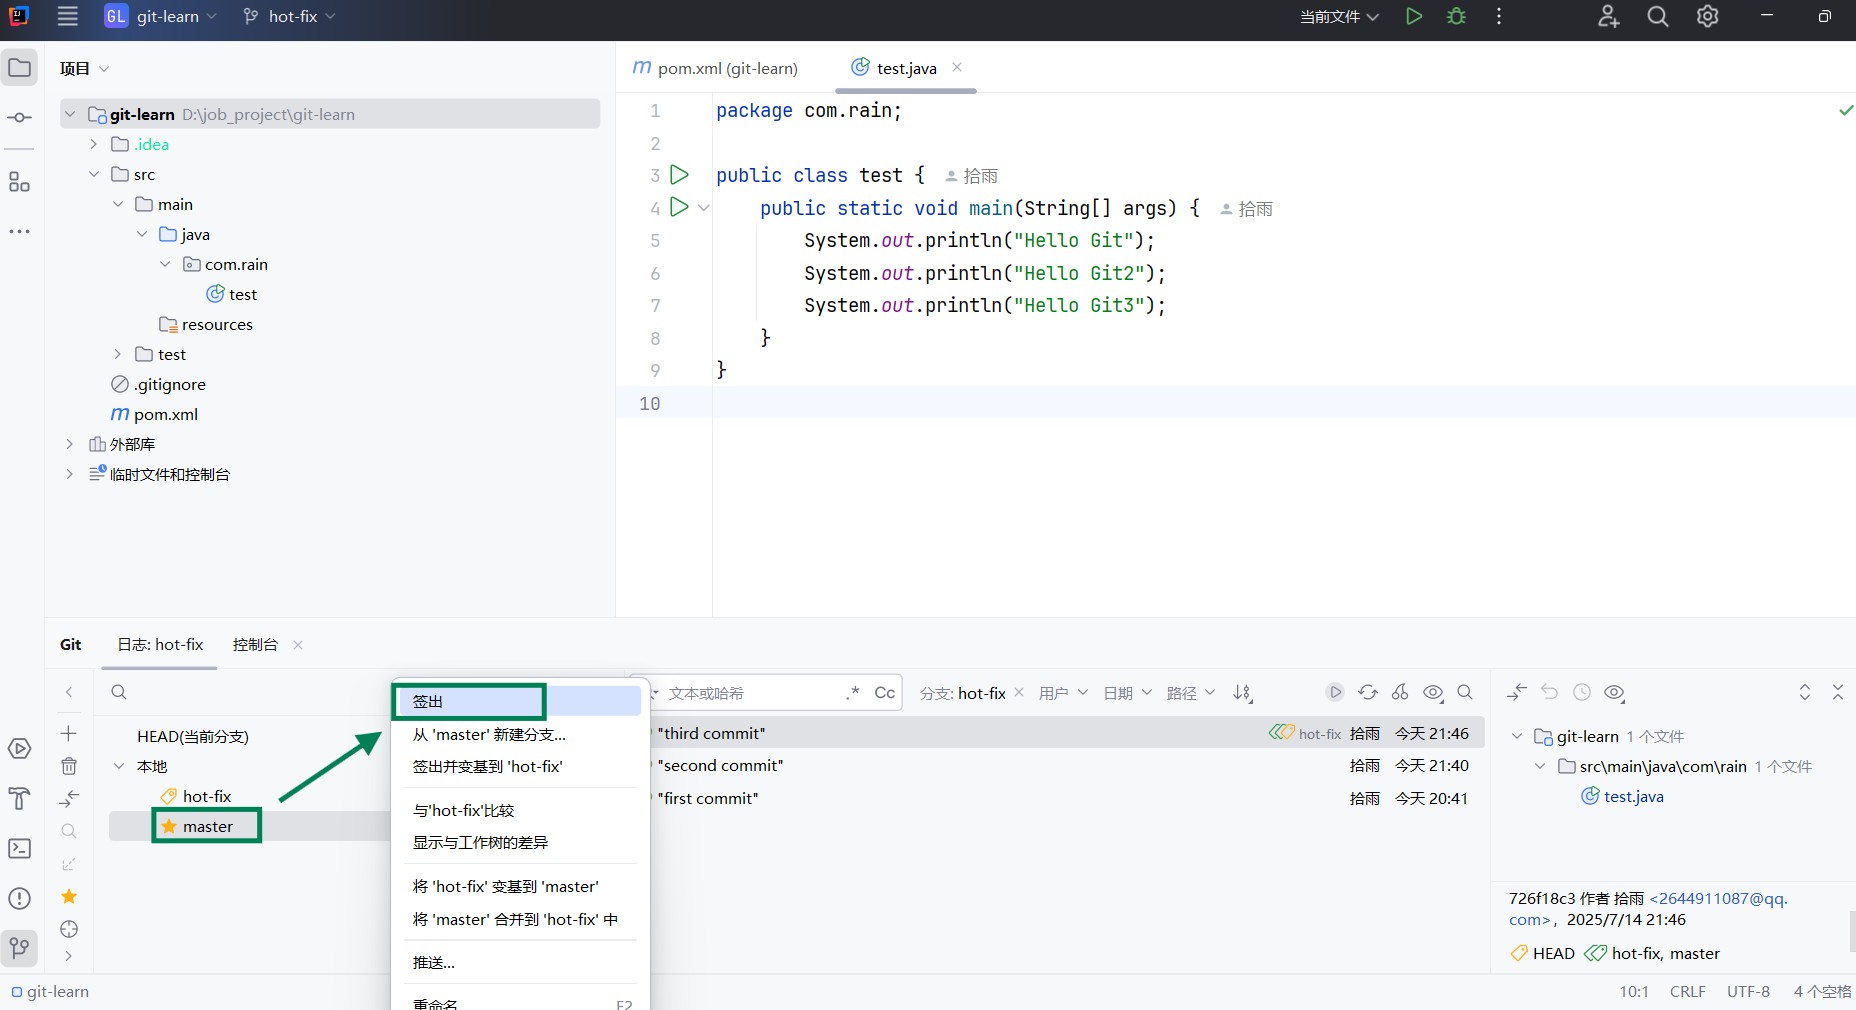 GL git-learn hot-fix 当前文件
项目
git-learn D:\job_project\git-learn
.idea
src
main
java
com.rain
test
resources
test
.gitignore
m pom.xml
外部库
临时文件和控制台
m pom.xml (git-learn) test.java
1 package com.rain;
2
3 public class test { 拾雨
4 public static void main(String[] args) { 拾雨
5 System.out.println("Hello Git");
6 System.out.println("Hello Git2");
7 System.out.println("Hello Git3");
8 }
9 }
10
Git 日志: hot-fix 控制台
HEAD(当前分支)
本地
hot-fix
master
签出
从 'master' 新建分支...
签出并变基到 'hot-fix'
与'hot-fix'比较
显示与工作树的差异
将 'hot-fix' 变基到 'master'
将 'master' 合并到 'hot-fix' 中
推送...
重命名 F2
文本或哈希 .* Cc 分支: hot-fix 用户 日期 路径
"third commit" hot-fix 拾雨 今天 21:46
"second commit" 拾雨 今天 21:40
"first commit" 拾雨 今天 20:41
git-learn 1 个文件
src\main\java\com\rain 1 个文件
test.java
726f18c3 作者 拾雨 <2644911087@qq.
com>，2025/7/14 21:46
HEAD hot-fix, master
git-learn 10:1 CRLF UTF-8 4 个空格